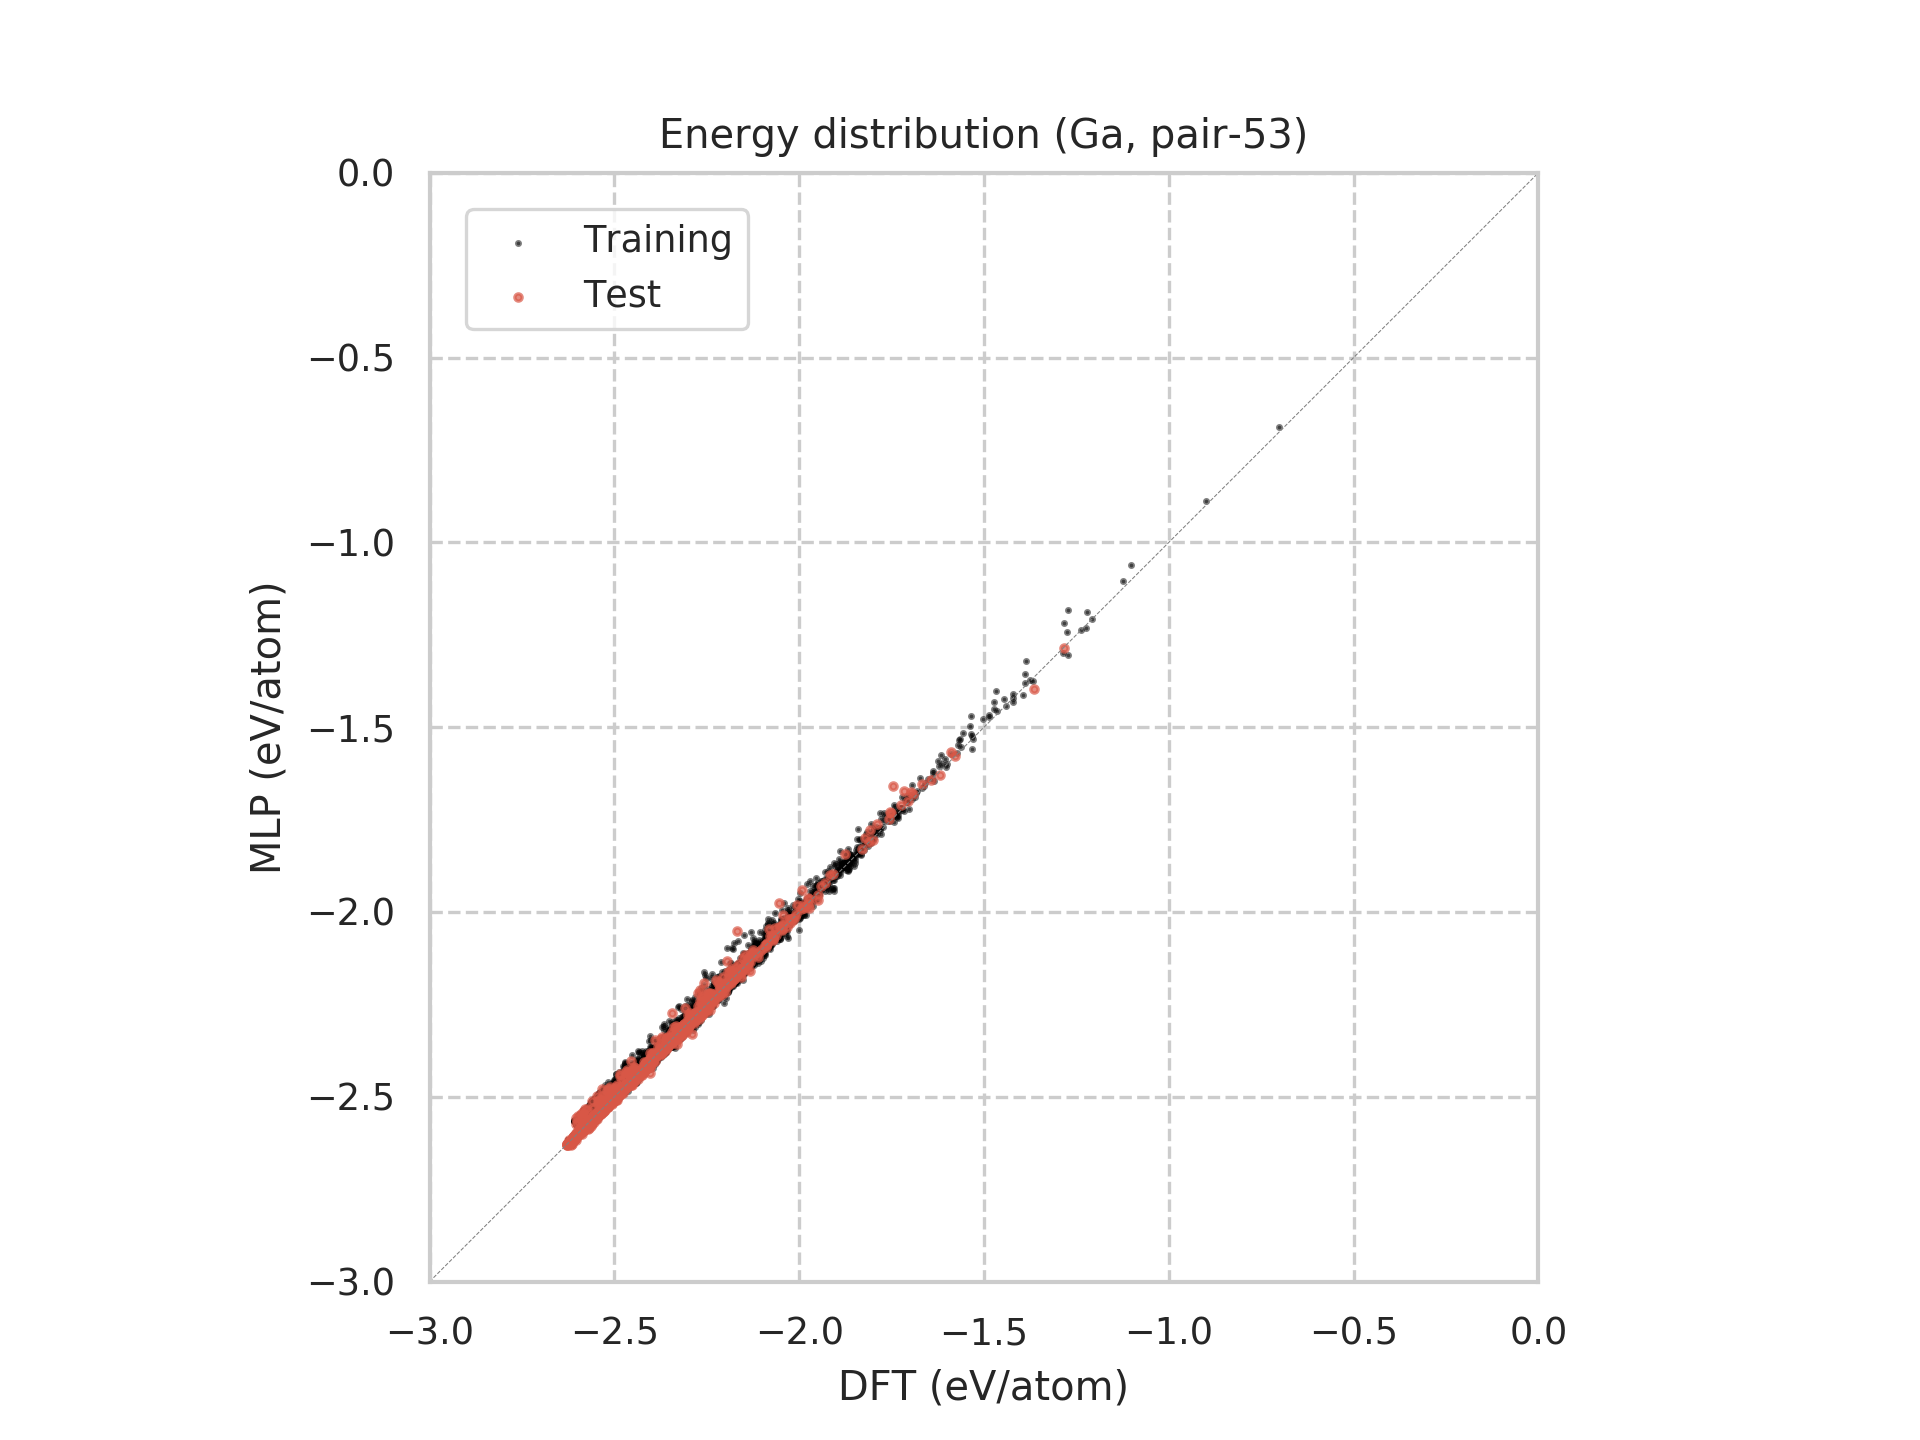 Energy distribution (Ga, pair-53)
Training
Test
MLP (eV/atom)
0.0
−0.5
−1.0
−1.5
−2.0
−2.5
−3.0
−3.0 −2.5 −2.0 −1.5 −1.0 −0.5 0.0
DFT (eV/atom)